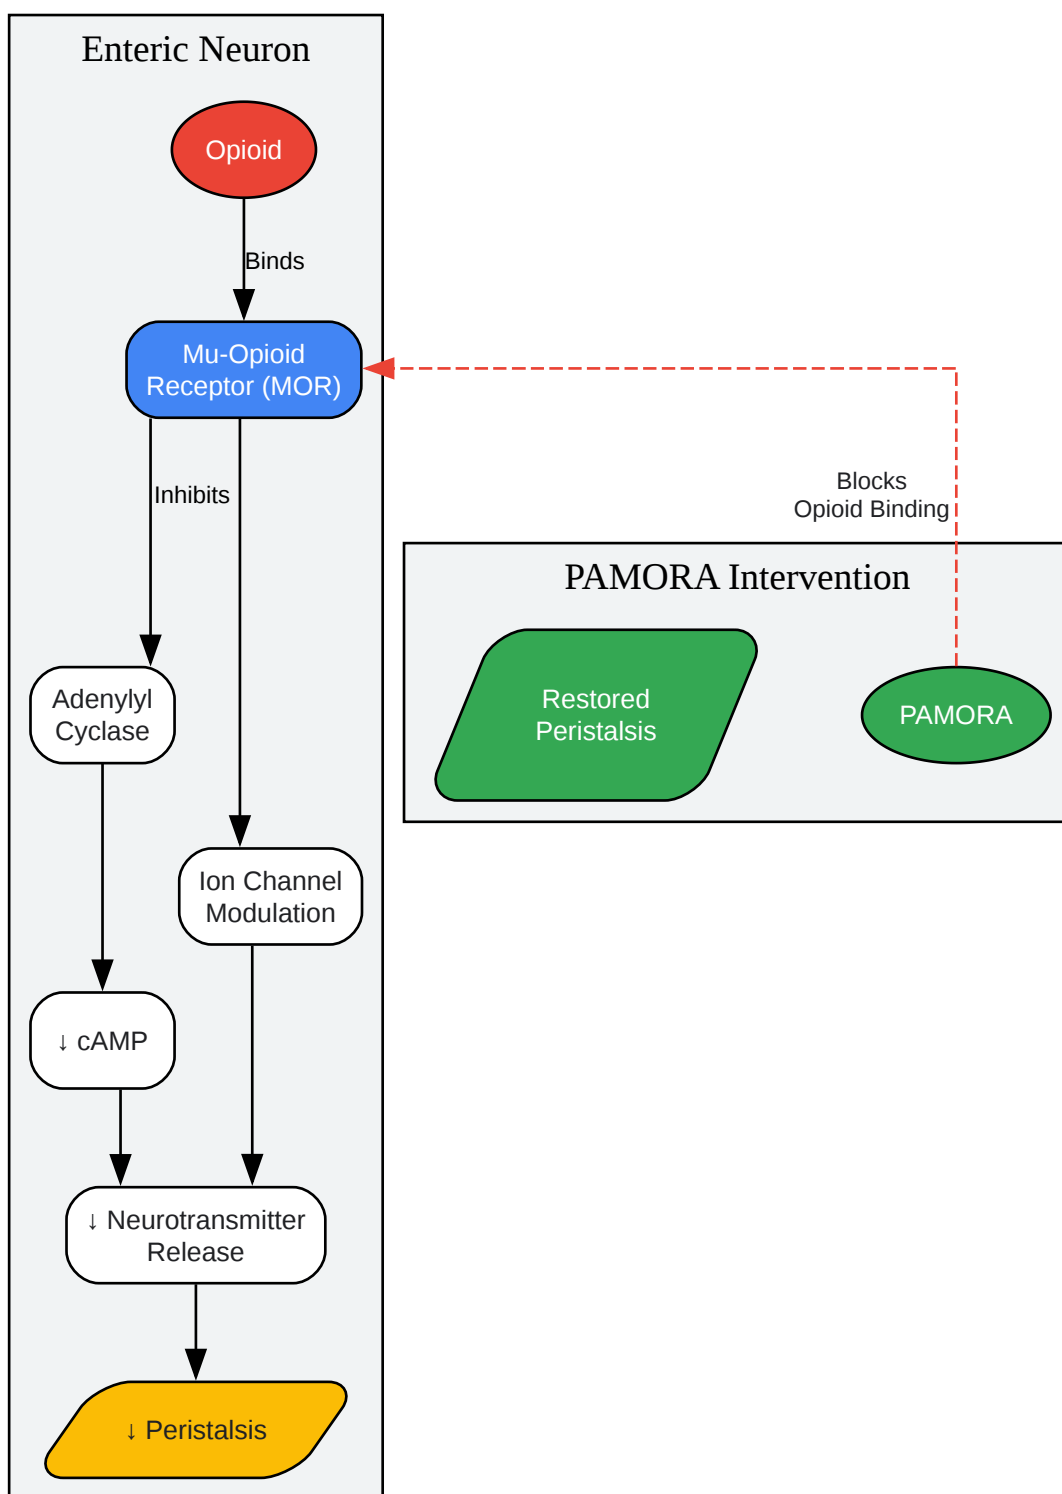 Enteric Neuron
Opioid
Binds
Mu-Opioid
Receptor (MOR)
Inhibits
Blocks
Opioid Binding
PAMORA Intervention
Restored
Peristalsis
PAMORA
Adenylyl
Cyclase
Ion Channel
Modulation
↓ cAMP
↓ Neurotransmitter
Release
↓ Peristalsis